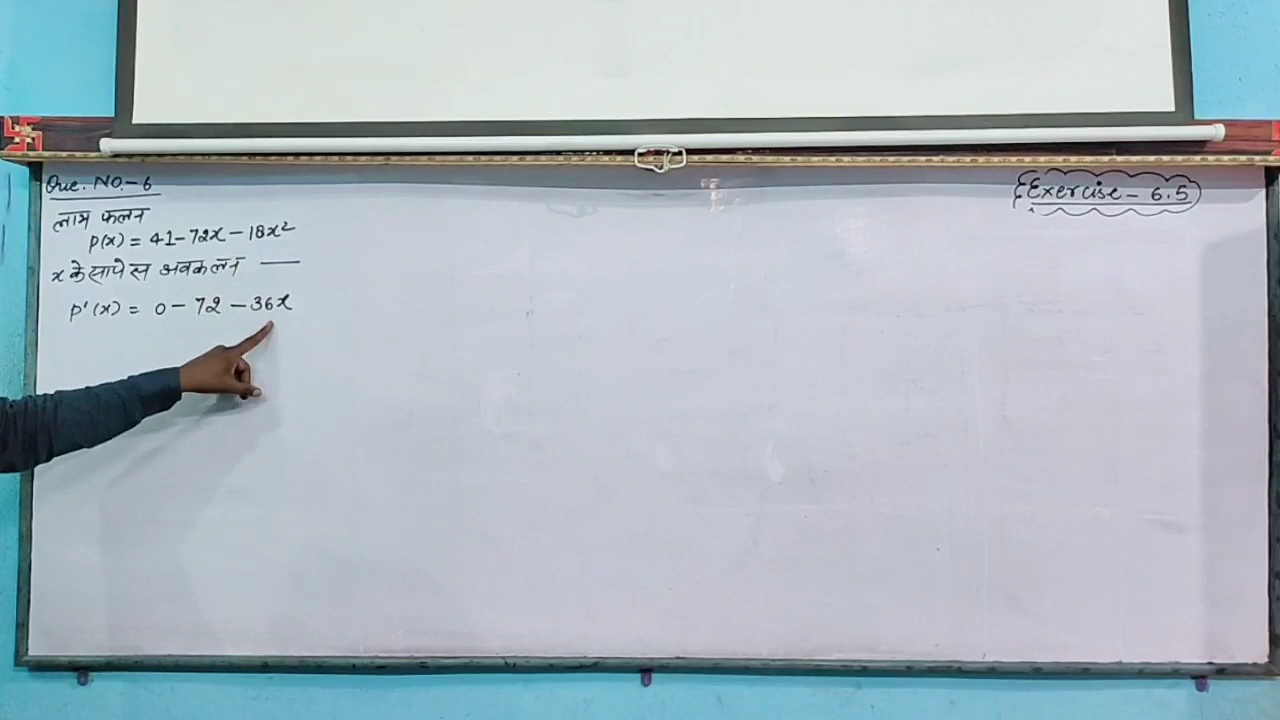 Que. NO.-6
लाभ फलन
P(x) = 41-72x-18x²
x के सापेक्ष अवकलन —
P'(x) = 0-72-36x
Exercise-6.5